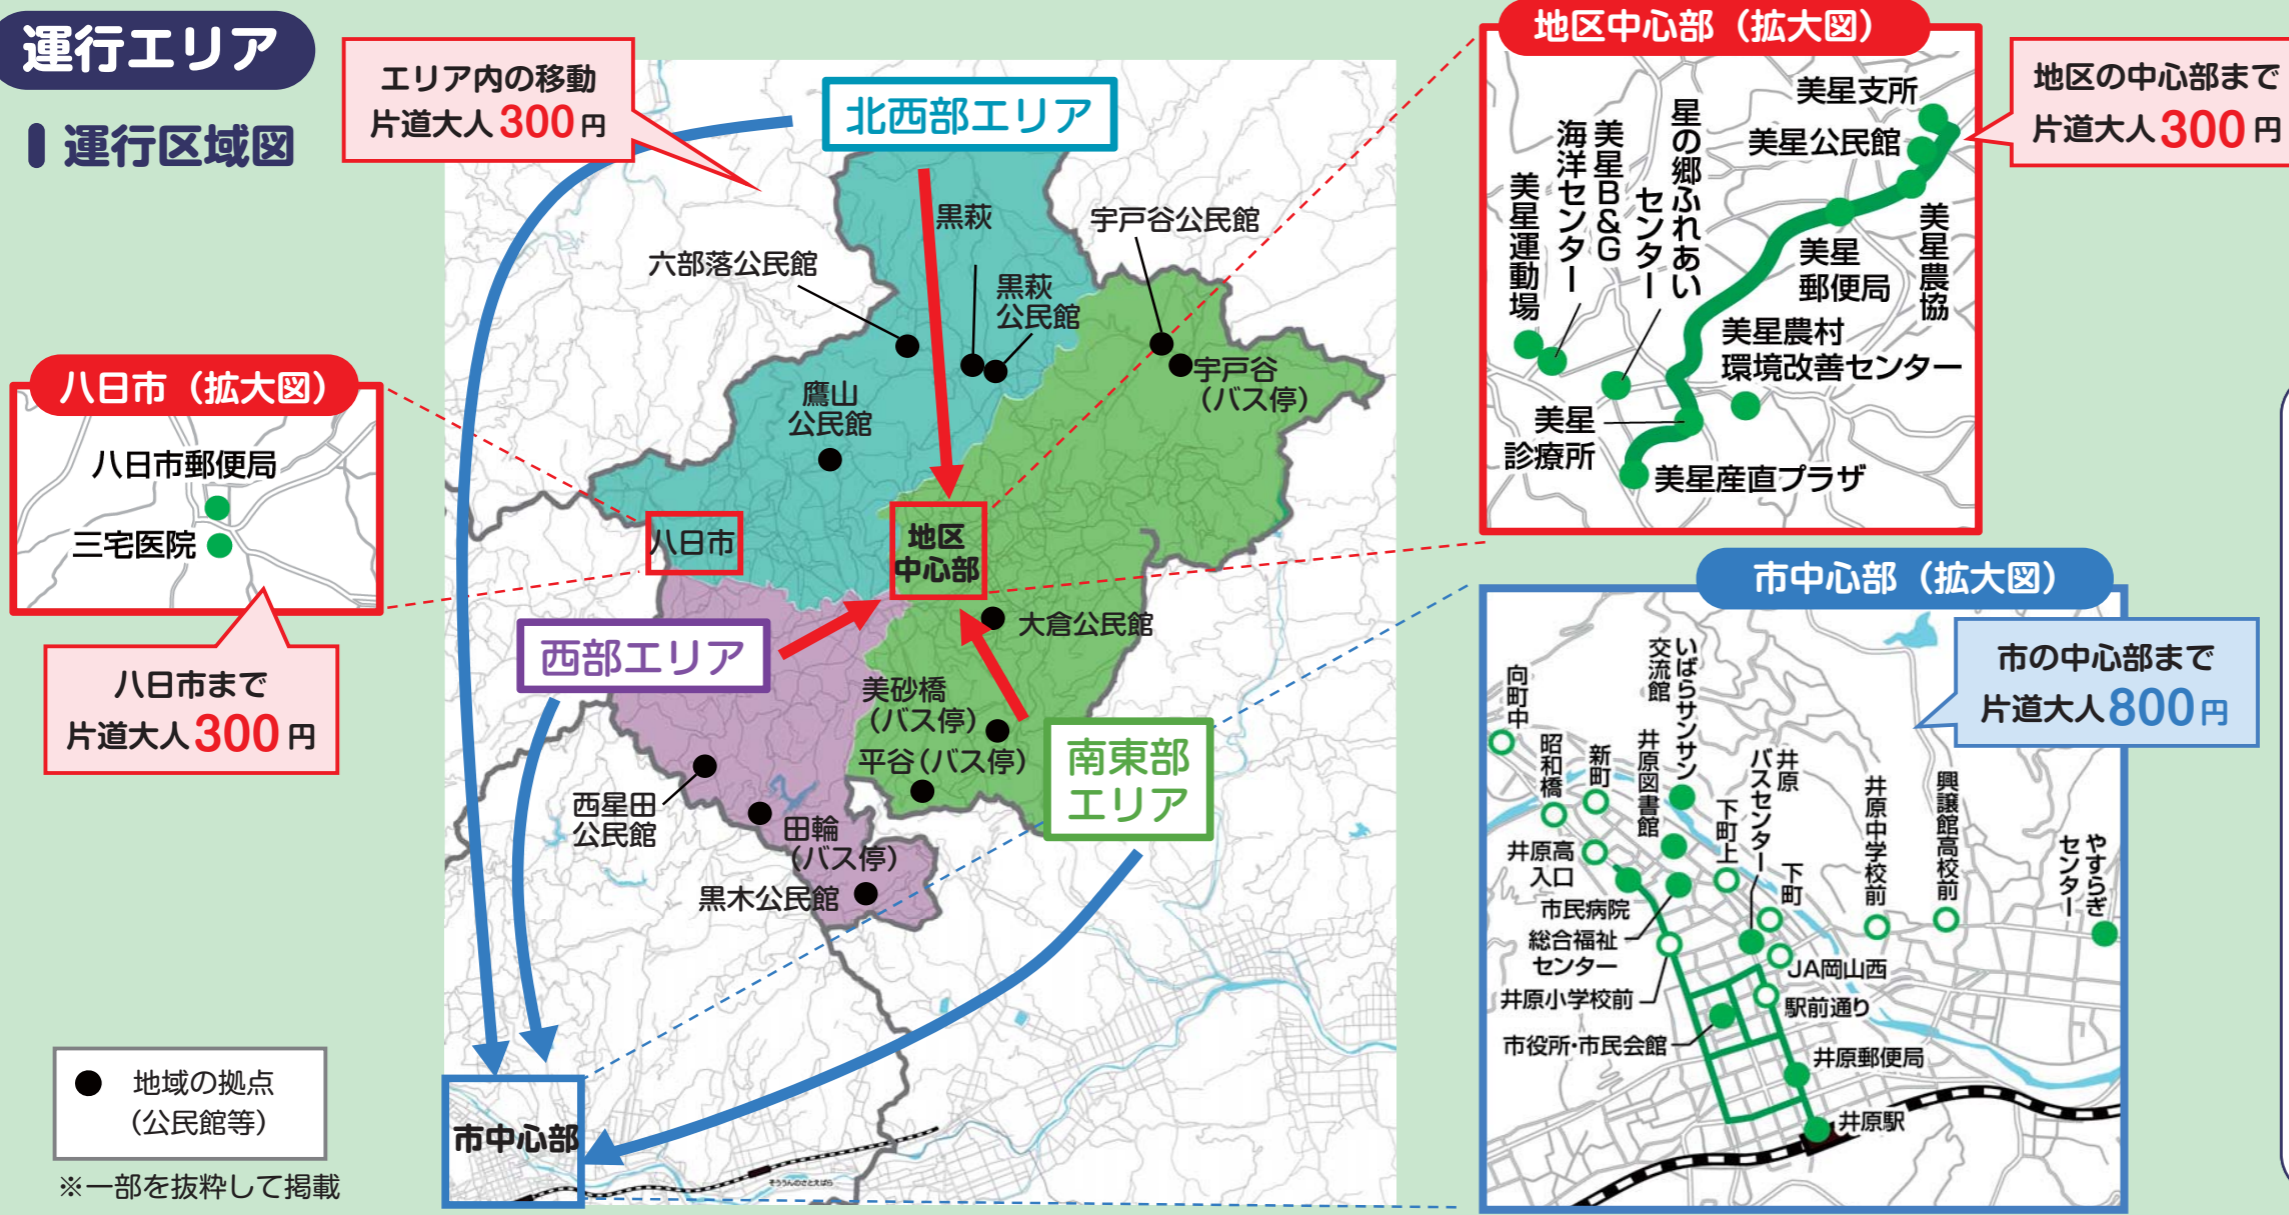 運行エリア
運行区域図
エリア内の移動
片道大人300円
北西部エリア
黒萩
六部落公民館
黒萩
公民館
宇戸谷公民館
宇戸谷
(バス停)
鷹山
公民館
八日市
地区
中心部
大倉公民館
西部エリア
美砂橋
(バス停)
平谷(バス停)
南東部
エリア
西星田
公民館
田輪
(バス停)
黒木公民館
市中心部
八日市(拡大図)
八日市郵便局
三宅医院
八日市まで
片道大人300円
地域の拠点
(公民館等)
※一部を抜粋して掲載
地区中心部(拡大図)
美星支所
美星公民館
星の郷ふれあい
センター
美星B&G
海洋センター
美星運動場
美星
郵便局
美星農協
美星農村
環境改善センター
美星
診療所
美星産直プラザ
地区の中心部まで
片道大人300円
市中心部(拡大図)
市の中心部まで
片道大人800円
向町中
昭和橋
新町
井原図書館
いばらサンサン
交流館
下町上
井原
バスセンター
下町
井原中学校前
興譲館高校前
やすらぎ
センター
井原高
入口
市民病院
総合福祉
センター
井原小学校前
JA岡山西
駅前通り
市役所・市民会館
井原郵便局
井原駅